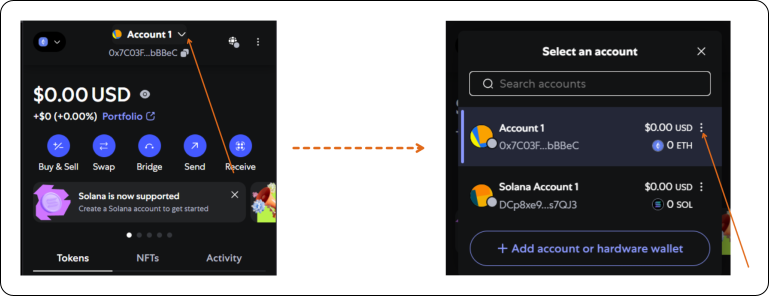 Account 1
0x7C03F...bBBeC
$0.00 USD
+$0 (+0.00%) Portfolio
Buy & Sell Swap Bridge Send Receive
Solana is now supported
Create a Solana account to get started
Tokens NFTs Activity
Select an account
Search accounts
Account 1 $0.00 USD
0x7C03F...bBBeC 0 ETH
Solana Account 1 $0.00 USD
DCp8xe9...s7QJ3 0 SOL
+ Add account or hardware wallet